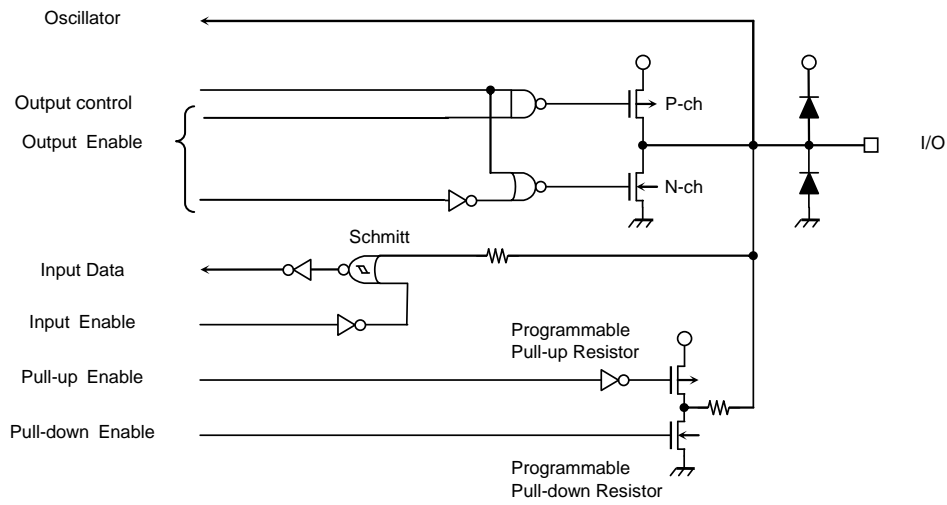 Oscillator
Output control
P-ch
Output Enable
I/O
N-ch
Schmitt
Input Data
Input Enable
Programmable
Pull-up Resistor
Pull-up Enable
Pull-down Enable
Programmable
Pull-down Resistor